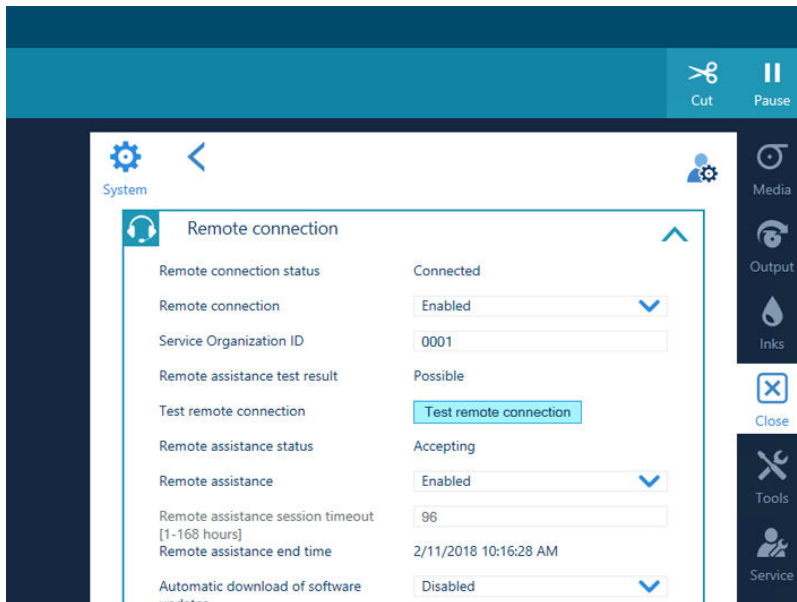 Cut
Pause
System
Media
Remote connection
Remote connection status Connected
Output
Remote connection Enabled
Service Organization ID 0001
Inks
Remote assistance test result Possible
Test remote connection Test remote connection
Close
Remote assistance status Accepting
Remote assistance Enabled
Tools
Remote assistance session timeout 96
[1-168 hours]
Remote assistance end time 2/11/2018 10:16:28 AM
Service
Automatic download of software Disabled